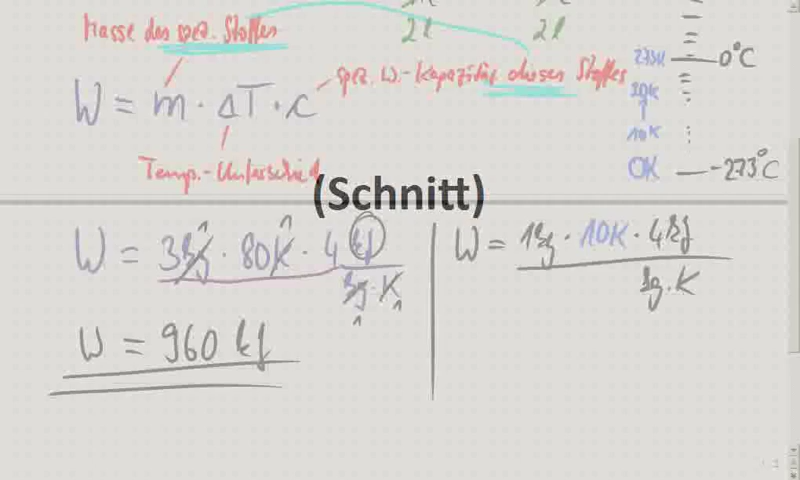 2l 2l
Masse des spez. Stoffes
spez. W.-Kapazität dieses Stoffes
W = m · ΔT · c
Temp.-Unterschied
273K 0°C
20K
10K
0K -273°C
(Schnitt)
W = 3kg · 80K · 4 kJ
kg · K
W = 960 kJ
W = 1kg · 10K · 4kJ
kg · K